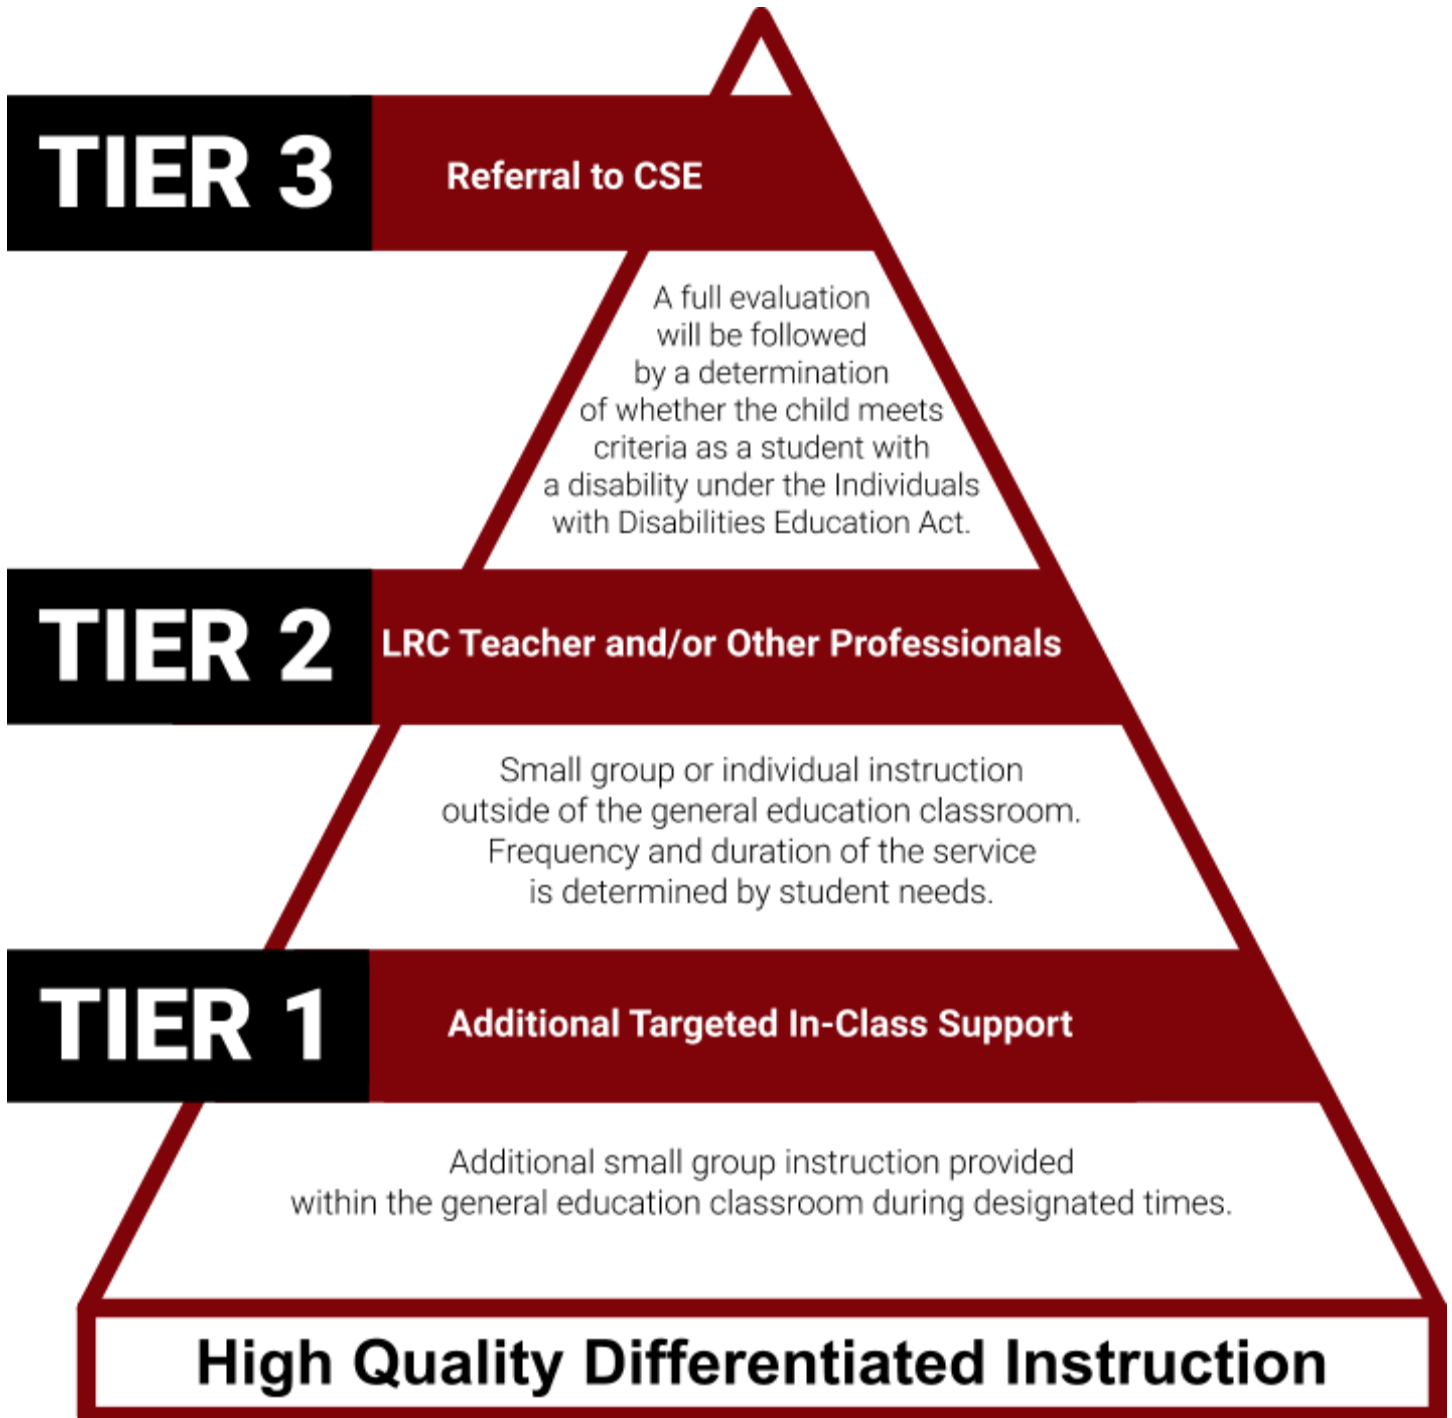 TIER 3
Referral to CSE
A full evaluation
will be followed
by a determination
of whether the child meets
criteria as a student with
a disability under the Individuals
with Disabilities Education Act.
TIER 2
LRC Teacher and/or Other Professionals
Small group or individual instruction
outside of the general education classroom.
Frequency and duration of the service
is determined by student needs.
TIER 1
Additional Targeted In-Class Support
Additional small group instruction provided
within the general education classroom during designated times.
High Quality Differentiated Instruction